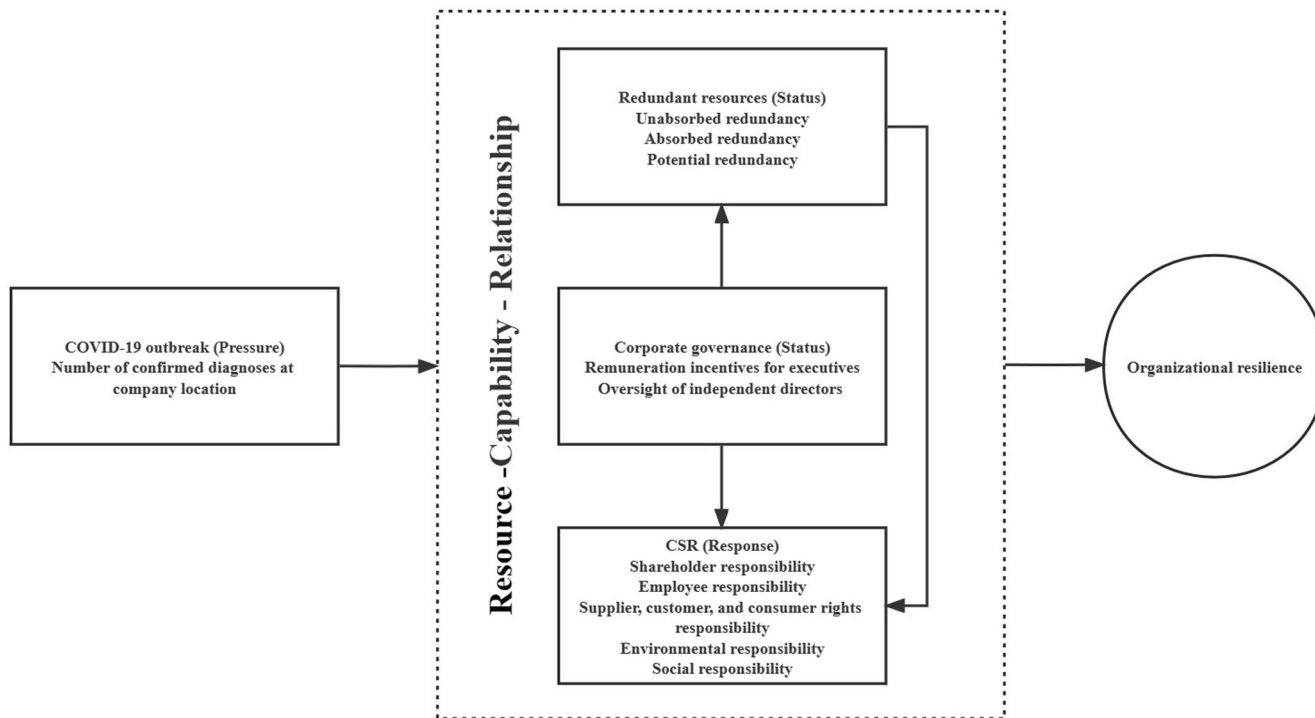 COVID-19 outbreak (Pressure)
Number of confirmed diagnoses at
company location
Resource -Capability - Relationship
Redundant resources (Status)
Unabsorbed redundancy
Absorbed redundancy
Potential redundancy
Corporate governance (Status)
Remuneration incentives for executives
Oversight of independent directors
CSR (Response)
Shareholder responsibility
Employee responsibility
Supplier, customer, and consumer rights
responsibility
Environmental responsibility
Social responsibility
Organizational resilience